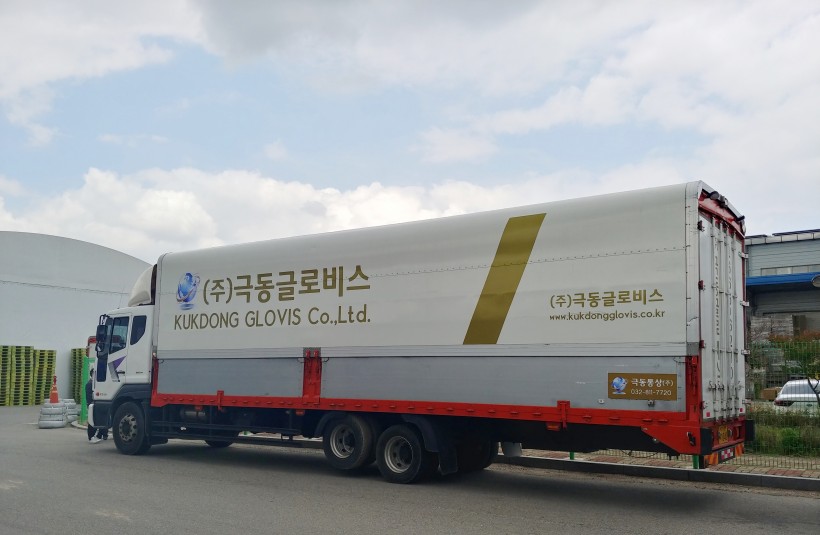 (주)극동글로비스
KUKDONG GLOVIS Co.,Ltd.
(주)극동글로비스
www.kukdongglovis.co.kr
극동통상(주)